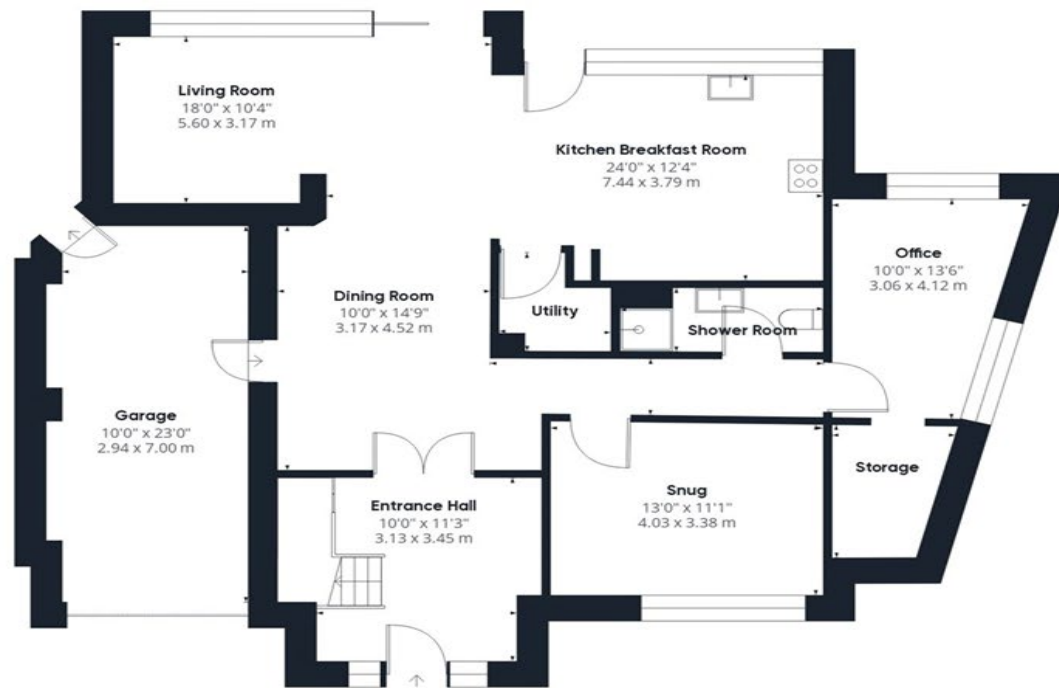 Living Room
18'0" x 10'4"
5.60 x 3.17 m
Kitchen Breakfast Room
24'0" x 12'4"
7.44 x 3.79 m
Office
10'0" x 13'6"
3.06 x 4.12 m
Dining Room
10'0" x 14'9"
3.17 x 4.52 m
Utility
Shower Room
Garage
10'0" x 23'0"
2.94 x 7.00 m
Entrance Hall
10'0" x 11'3"
3.13 x 3.45 m
Snug
13'0" x 11'1"
4.03 x 3.38 m
Storage